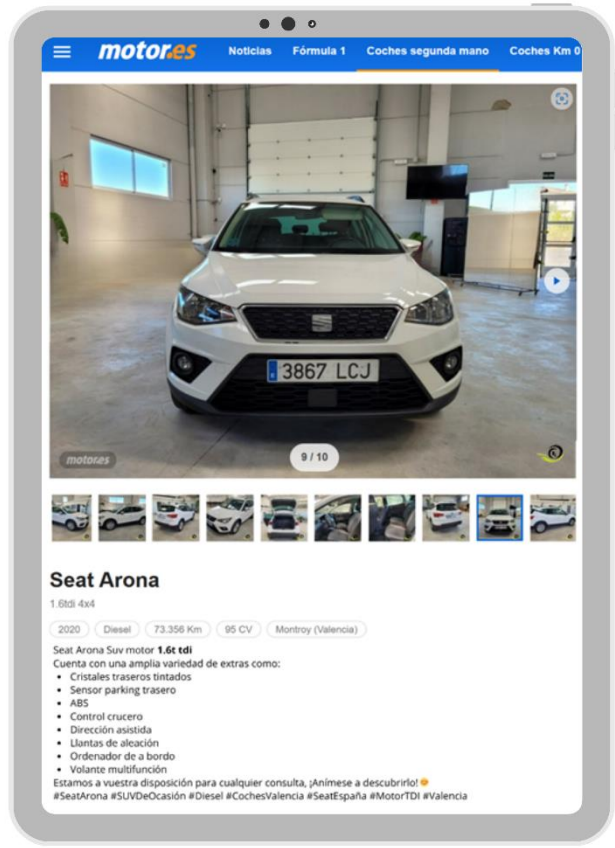 motor.es
Noticias
Fórmula 1
Coches segunda mano
Coches Km 0
3867 LCJ
motor.es
9 / 10
Seat Arona
1.6tdi 4x4
2020
Diesel
73.356 Km
95 CV
Montroy (Valencia)
Seat Arona Suv motor 1.6t tdi
Cuenta con una amplia variedad de extras como:
• Cristales traseros tintados
• Sensor parking trasero
• ABS
• Control crucero
• Dirección asistida
• Llantas de aleación
• Ordenador de a bordo
• Volante multifunción
Estamos a vuestra disposición para cualquier consulta, ¡Anímese a descubrirlo! 😊
#SeatArona #SUVDeOcasión #Diesel #CochesValencia #SeatEspaña #MotorTDI #Valencia